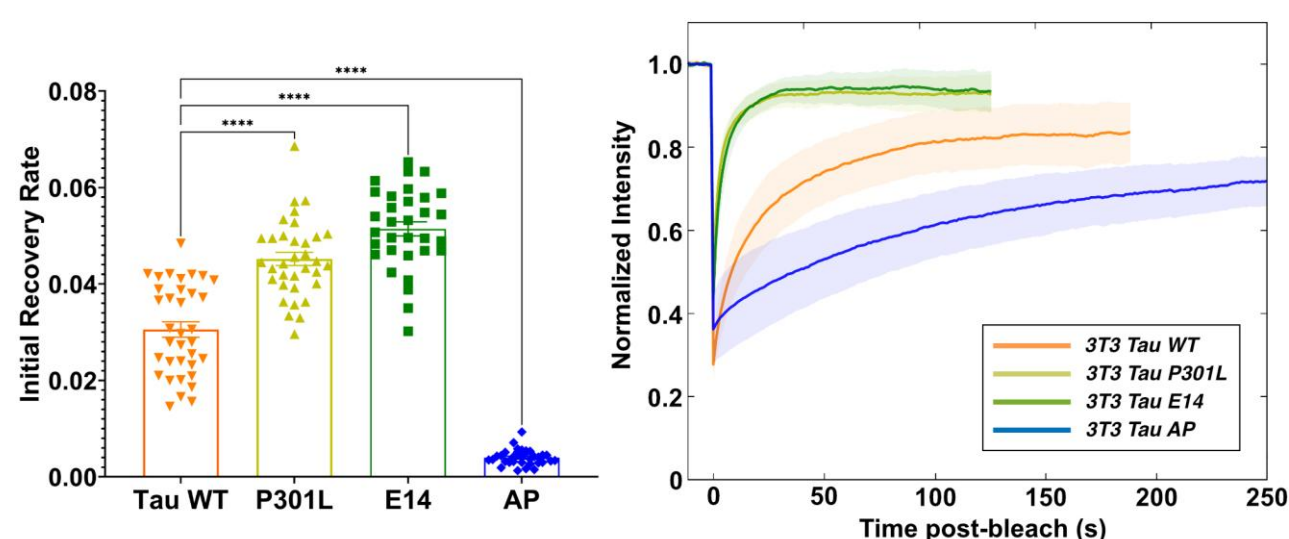 ****
****
****
Initial Recovery Rate
0.08
0.06
0.04
0.02
0.00
Tau WT P301L E14 AP
Normalized Intensity
1.0
0.8
0.6
0.4
0.2
0
3T3 Tau WT
3T3 Tau P301L
3T3 Tau E14
3T3 Tau AP
0 50 100 150 200 250
Time post-bleach (s)